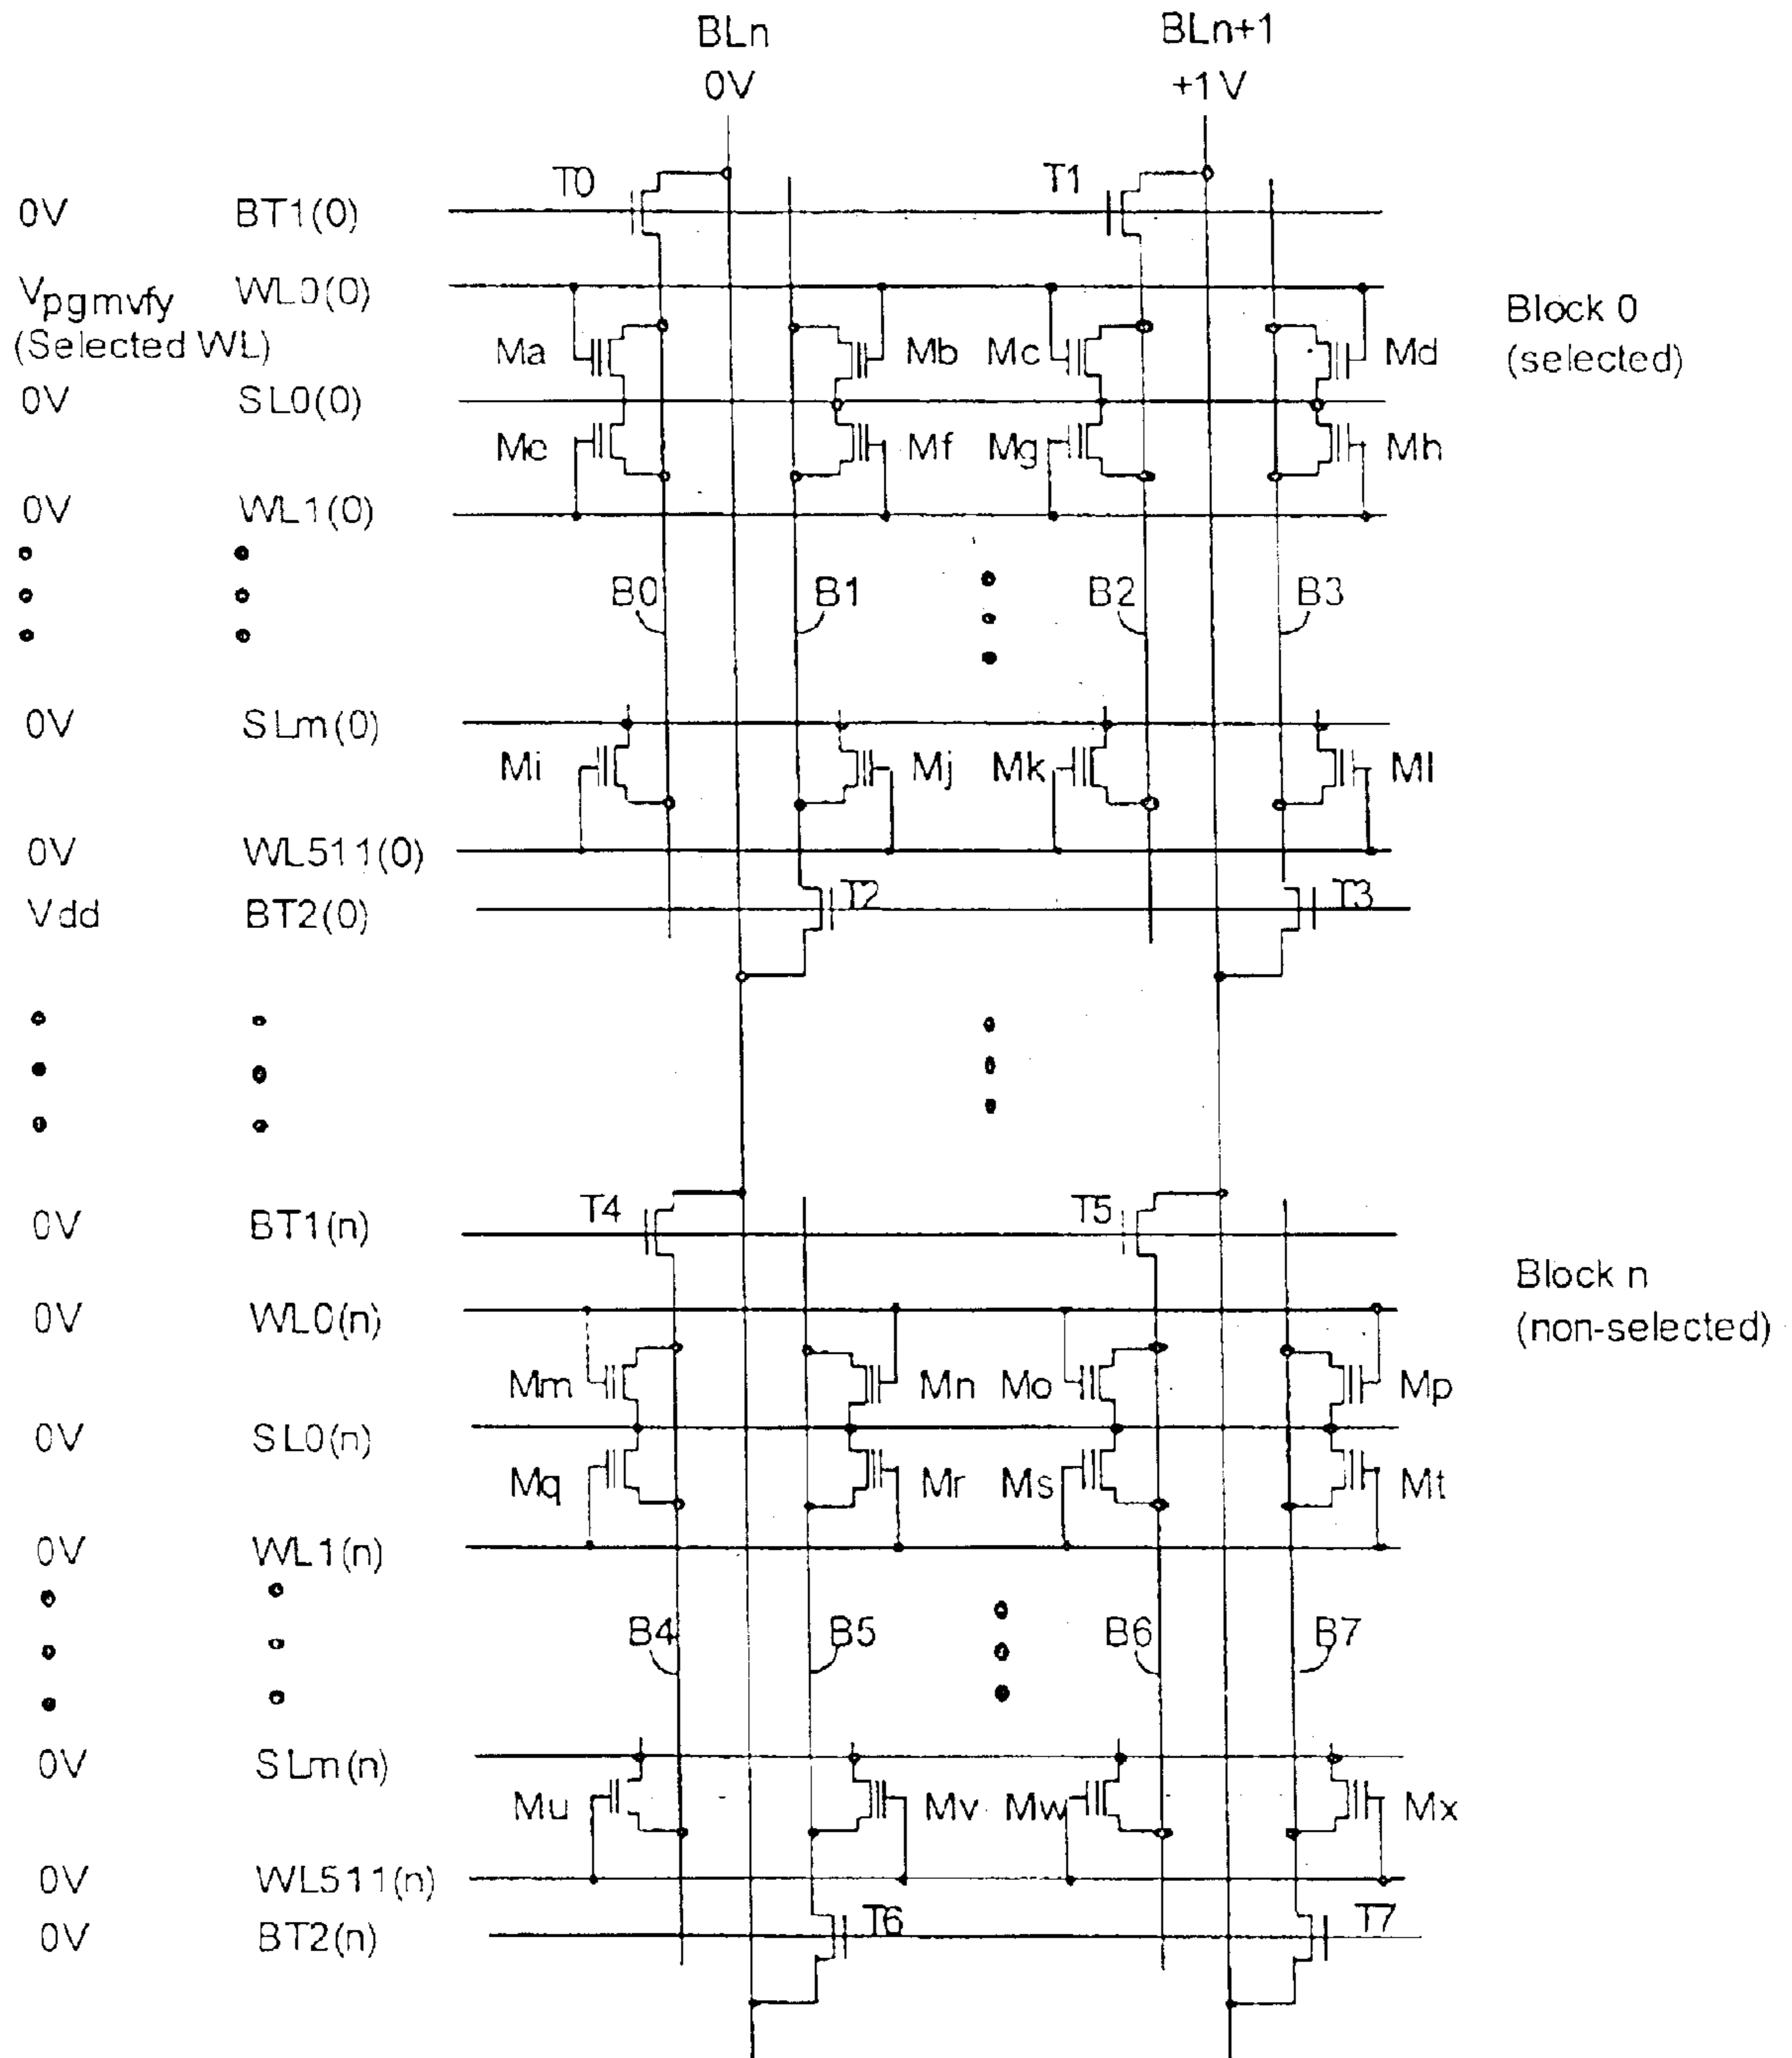 BLn BLn+1
0V +1V
T0 T1
0V BT1(0)
Vpgmvfy WL0(0)
(Selected WL)
Block 0
(selected)
Ma Mb Mc Md
0V SL0(0)
Me Mf Mg Mh
0V WL1(0)
B0 B1 B2 B3
0V SLm(0)
Mi Mj Mk Ml
0V WL511(0)
Vdd BT2(0) T2 T3
T4 T5
0V BT1(n)
Block n
(non-selected)
0V WL0(n)
Mm Mn Mo Mp
0V SL0(n)
Mq Mr Ms Mt
0V WL1(n)
B4 B5 B6 B7
0V SLm(n)
Mu Mv Mw Mx
0V WL511(n)
0V BT2(n) T6 T7